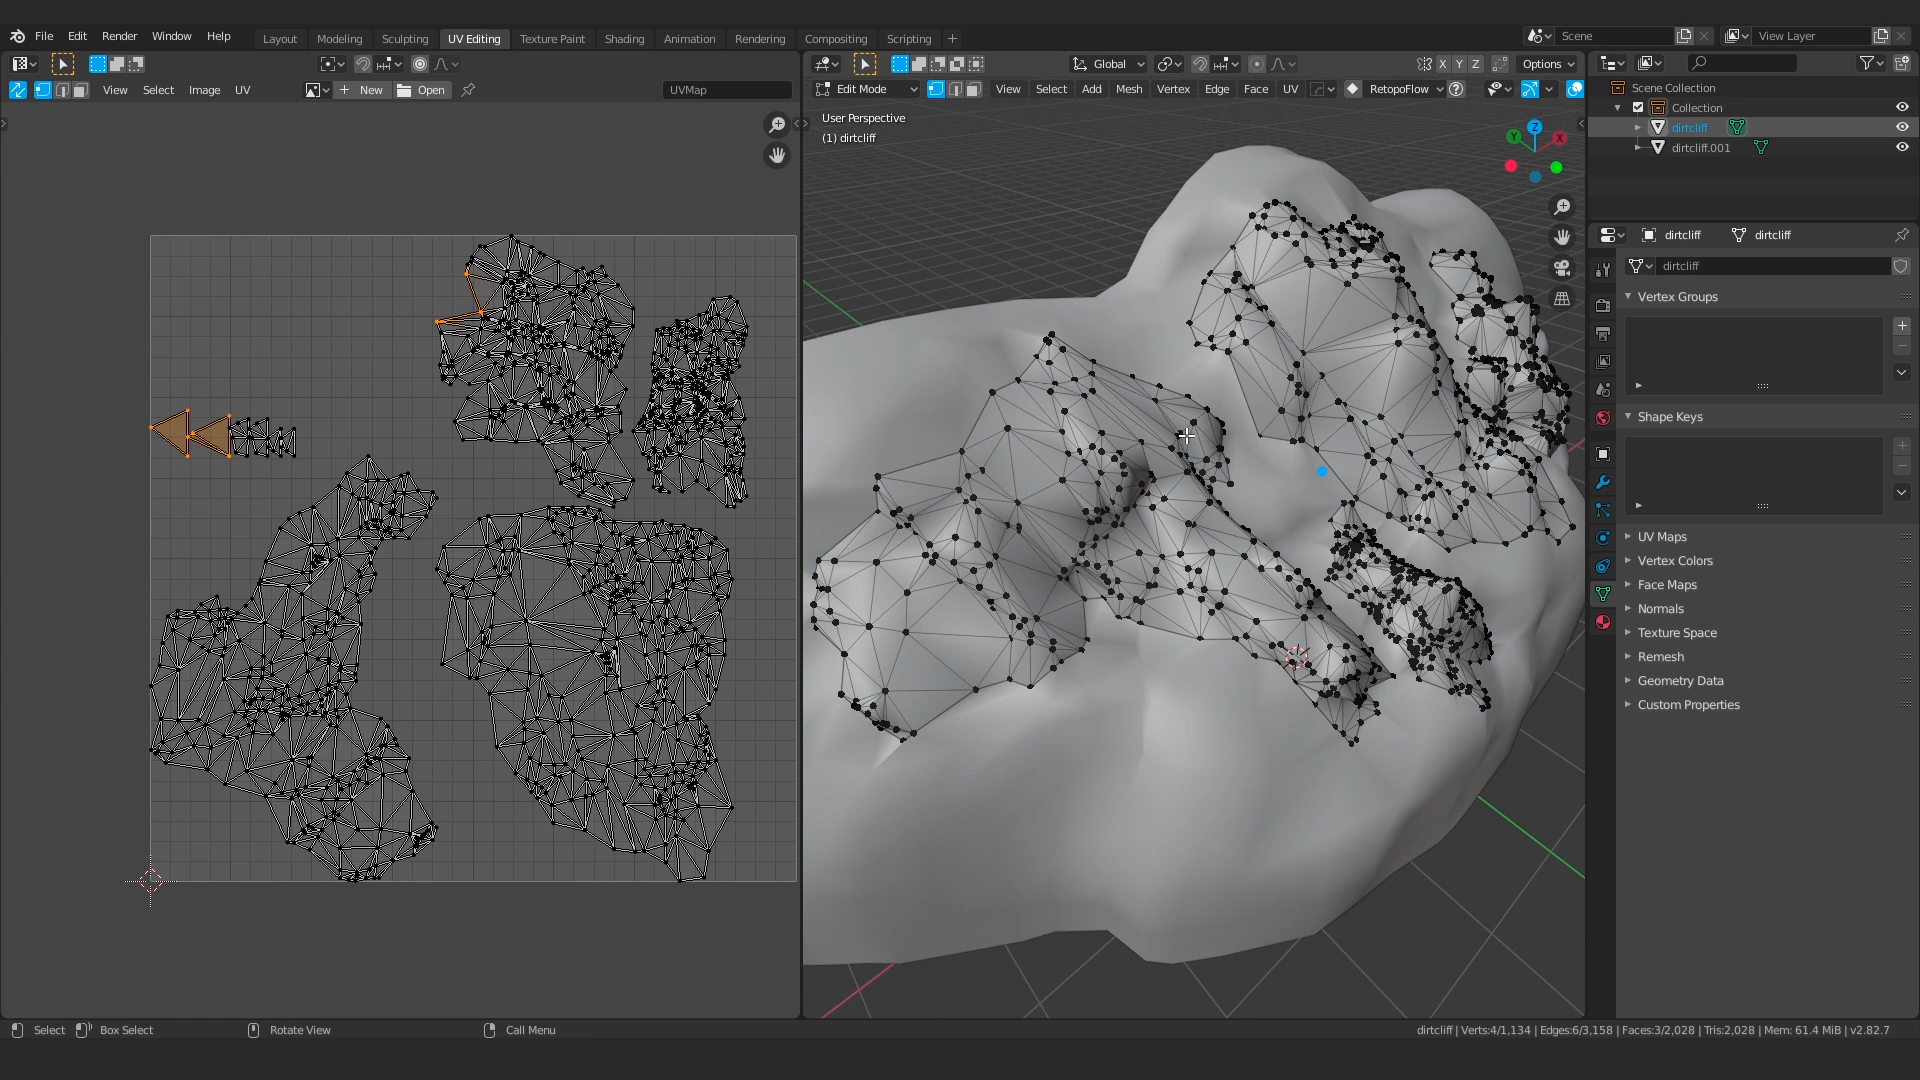 File Edit Render Window Help Layout Modeling Sculpting UV Editing Texture Paint Shading Animation Rendering Compositing Scripting + Scene View Layer
Global X Y Z Options
View Select Image UV + New Open UVMap
Edit Mode View Select Add Mesh Vertex Edge Face UV RetopoFlow
User Perspective
(1) dirtcliff
Z
Y
X
Scene Collection
Collection
dirtcliff
dirtcliff.001
dirtcliff dirtcliff
dirtcliff
Vertex Groups
Shape Keys
UV Maps
Vertex Colors
Face Maps
Normals
Texture Space
Remesh
Geometry Data
Custom Properties
Select Box Select Rotate View Call Menu dirtcliff | Verts:4/1,134 | Edges:6/3,158 | Faces:3/2,028 | Tris:2,028 | Mem: 61.4 MiB | v2.82.7